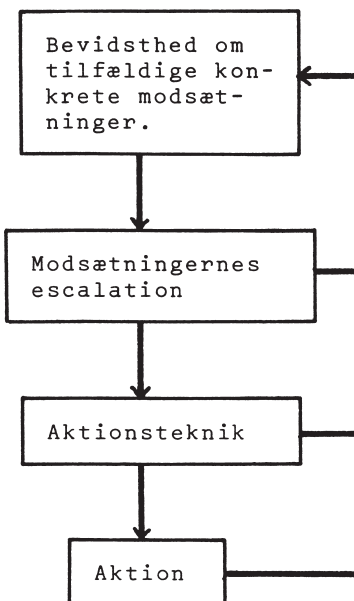 Bevidsthed om
tilfældige kon-
krete modsæt-
ninger.
Modsætningernes
escalation
Aktionsteknik
Aktion